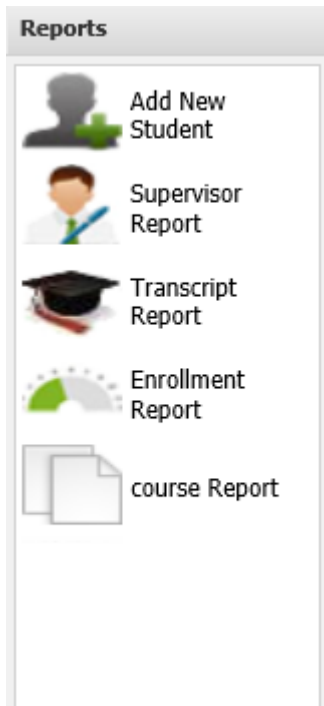 Reports
Add New
Student
Supervisor
Report
Transcript
Report
Enrollment
Report
course Report